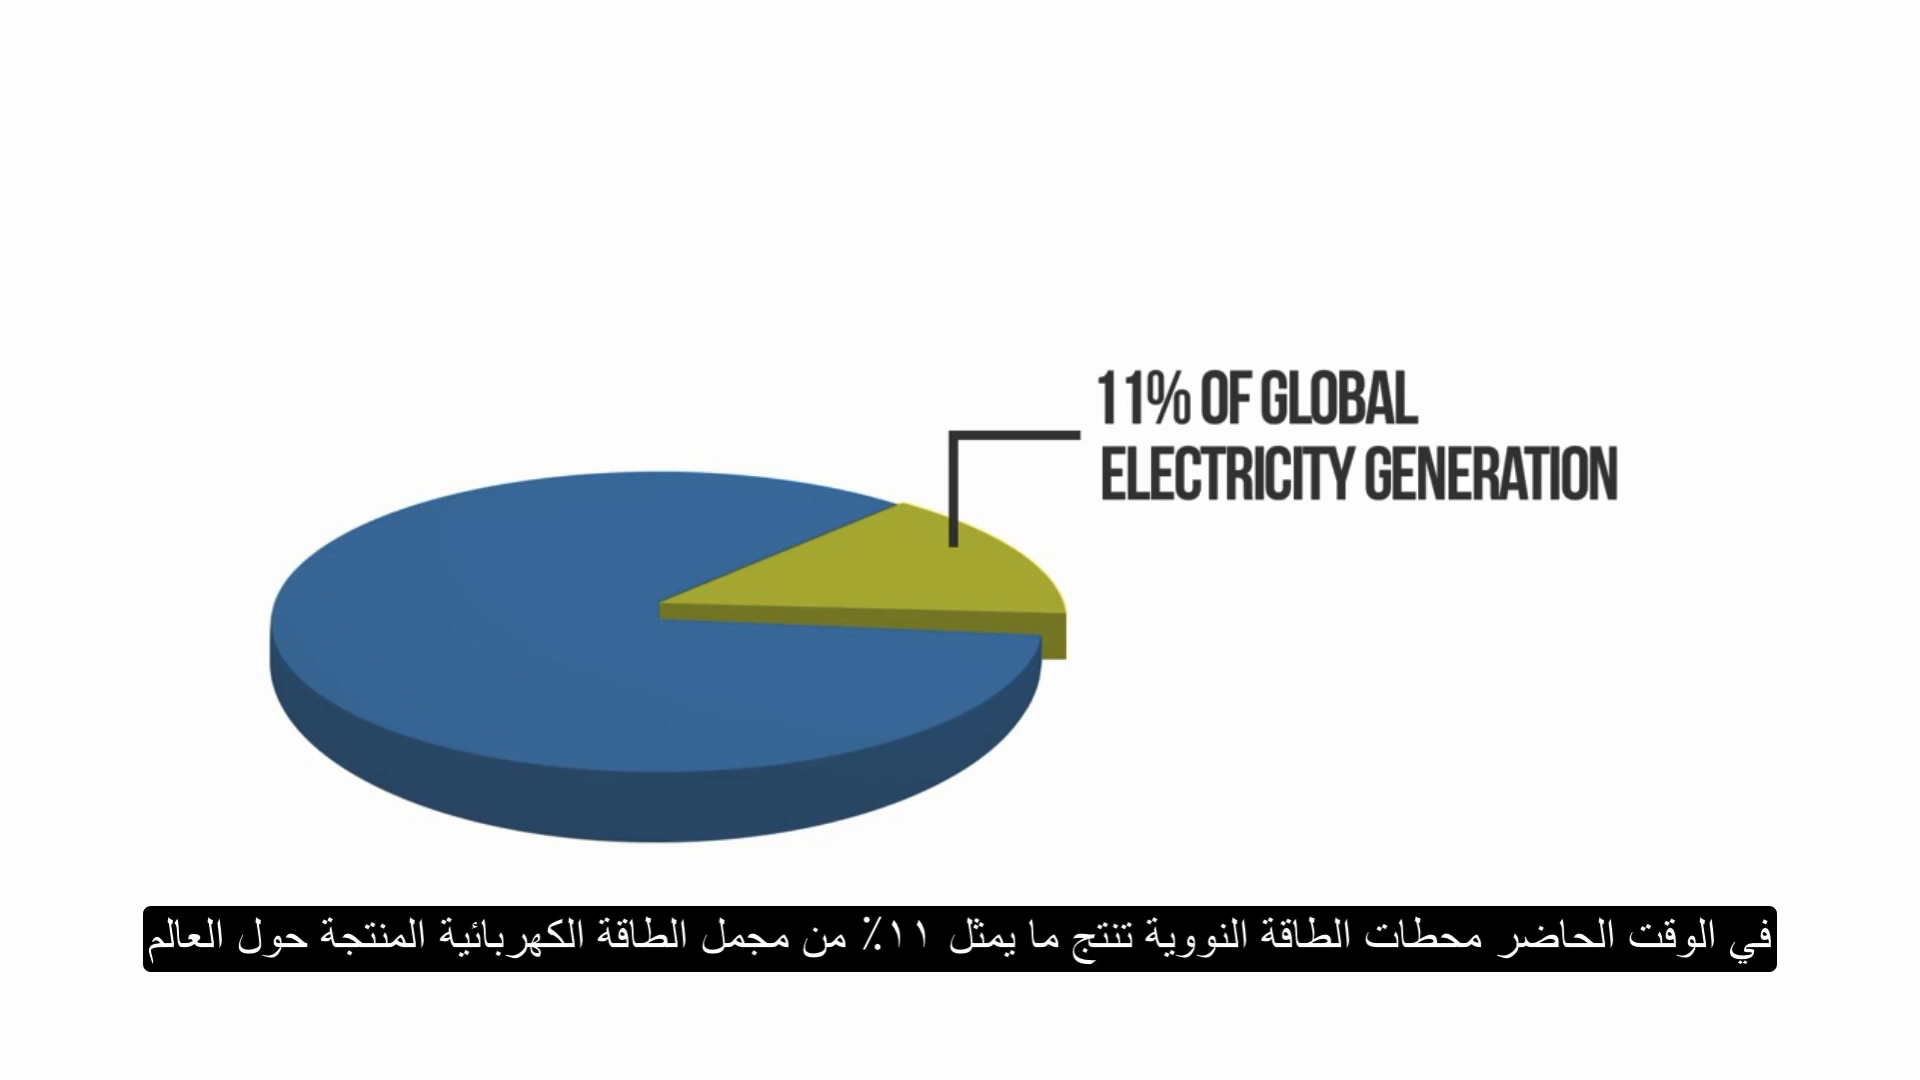 11% OF GLOBAL
ELECTRICITY GENERATION
في الوقت الحاضر محطات الطاقة النووية تنتج ما يمثل ١١٪ من مجمل الطاقة الكهربائية المنتجة حول العالم